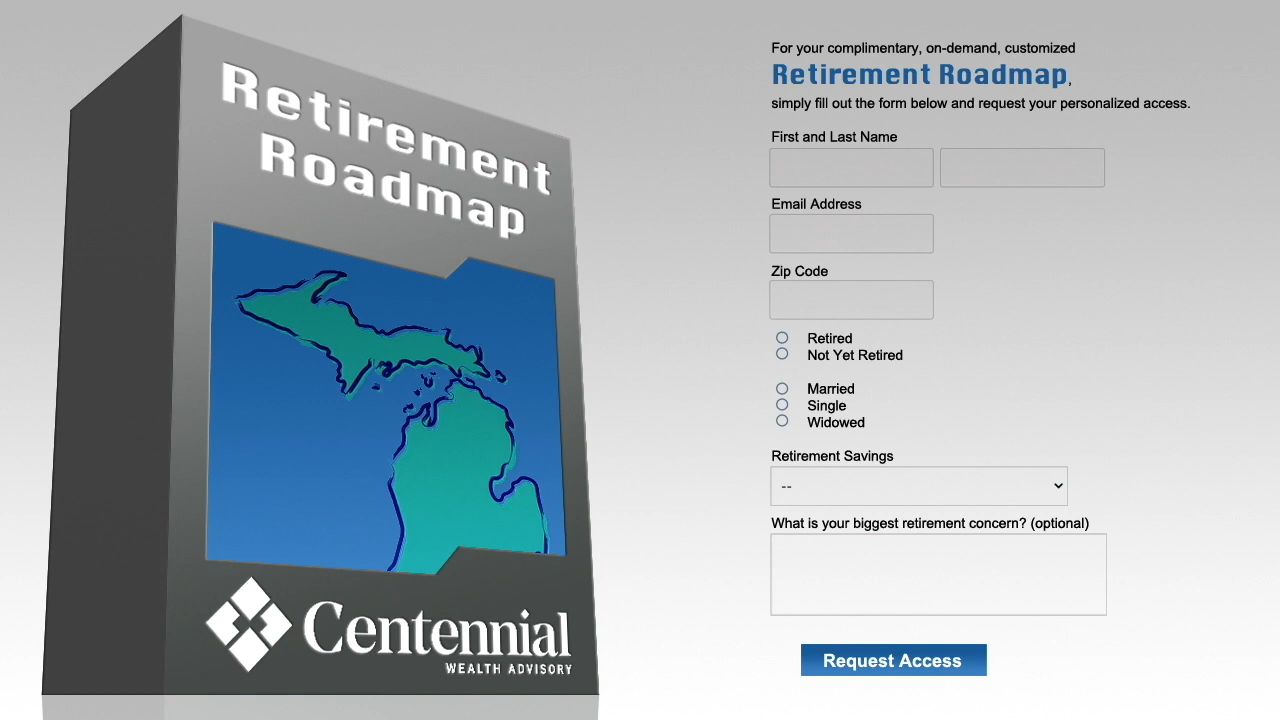 Retirement
Roadmap
Centennial
WEALTH ADVISORY
For your complimentary, on-demand, customized
Retirement Roadmap,
simply fill out the form below and request your personalized access.
First and Last Name
Email Address
Zip Code
Retired
Not Yet Retired
Married
Single
Widowed
Retirement Savings
--
What is your biggest retirement concern? (optional)
Request Access